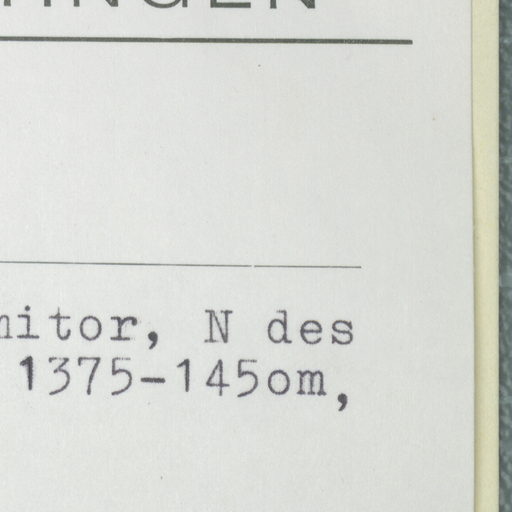 nitor, N des
1375-145om,